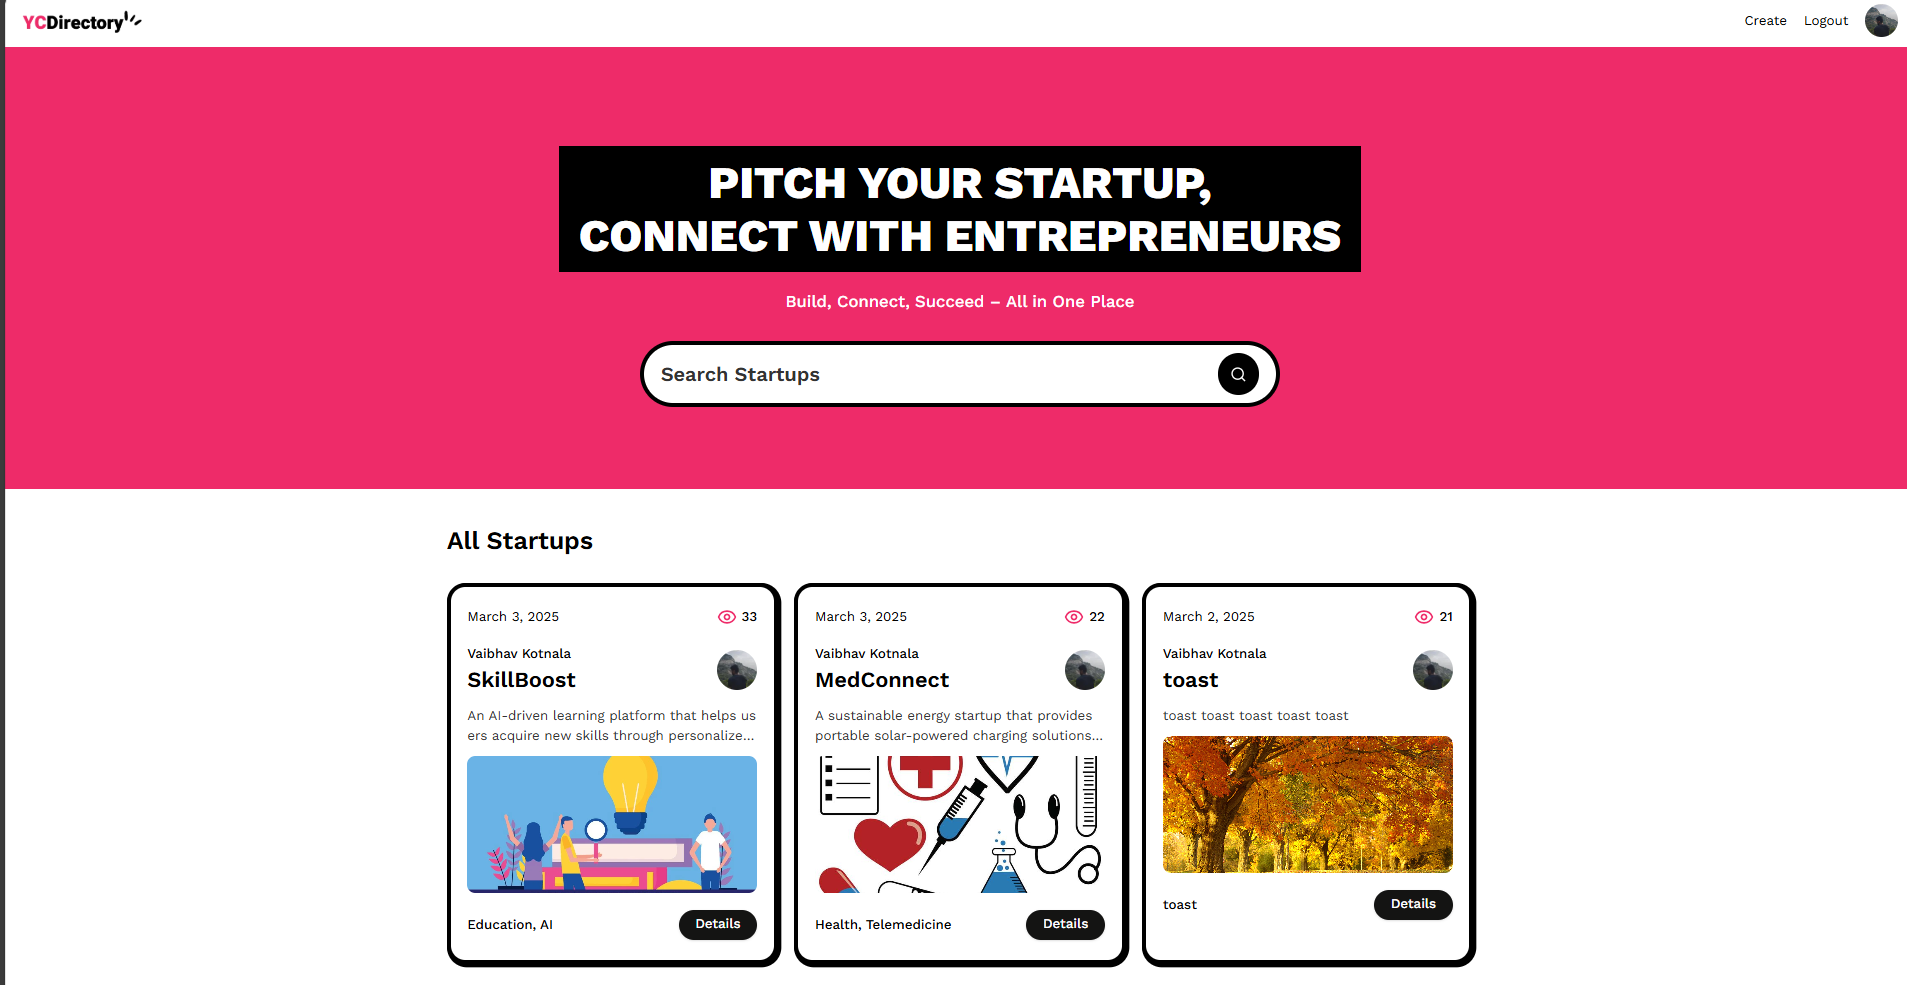 YCDirectory
Create
Logout
PITCH YOUR STARTUP,
CONNECT WITH ENTREPRENEURS
Build, Connect, Succeed – All in One Place
Search Startups
All Startups
March 3, 2025
33
Vaibhav Kotnala
SkillBoost
An AI-driven learning platform that helps us
ers acquire new skills through personalize...
Education, AI
Details
March 3, 2025
22
Vaibhav Kotnala
MedConnect
A sustainable energy startup that provides
portable solar-powered charging solutions...
Health, Telemedicine
Details
March 2, 2025
21
Vaibhav Kotnala
toast
toast toast toast toast toast
toast
Details